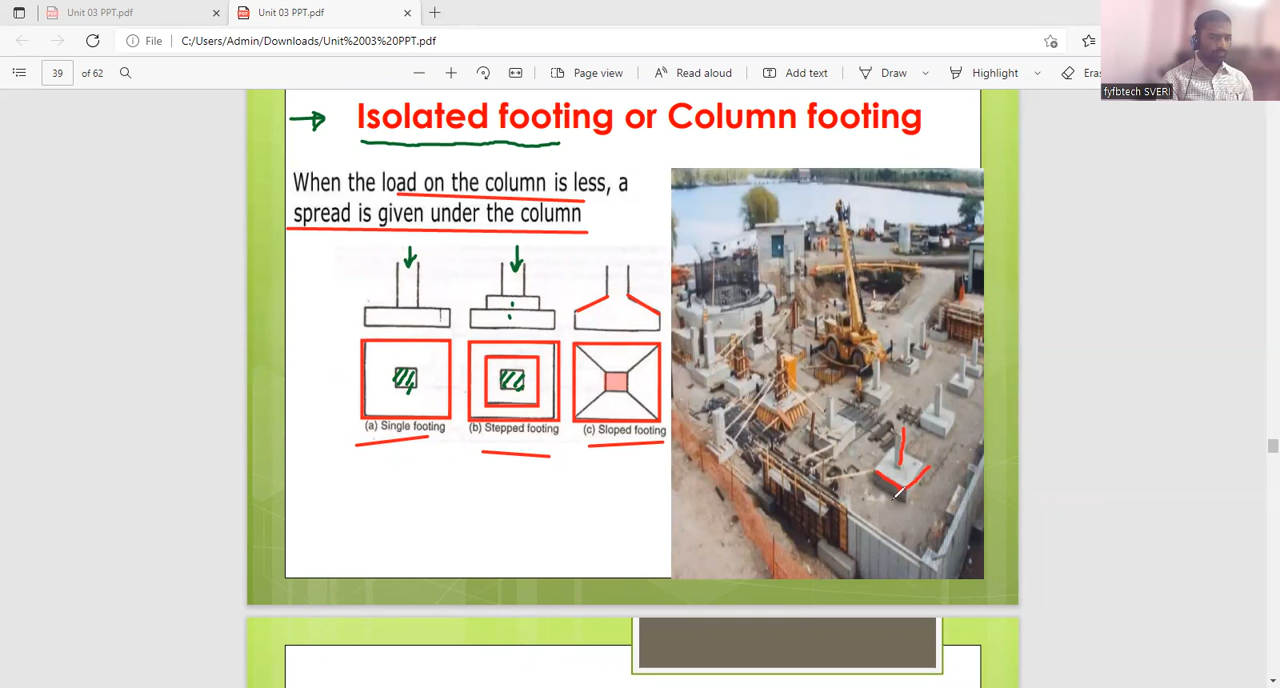 Unit 03 PPT.pdf
Unit 03 PPT.pdf
File
C:/Users/Admin/Downloads/Unit%2003%20PPT.pdf
39 of 62
Page view
Read aloud
Add text
Draw
Highlight
fyfbtech SVERI
Isolated footing or Column footing
When the load on the column is less, a
spread is given under the column
(a) Single footing
(b) Stepped footing
(c) Sloped footing